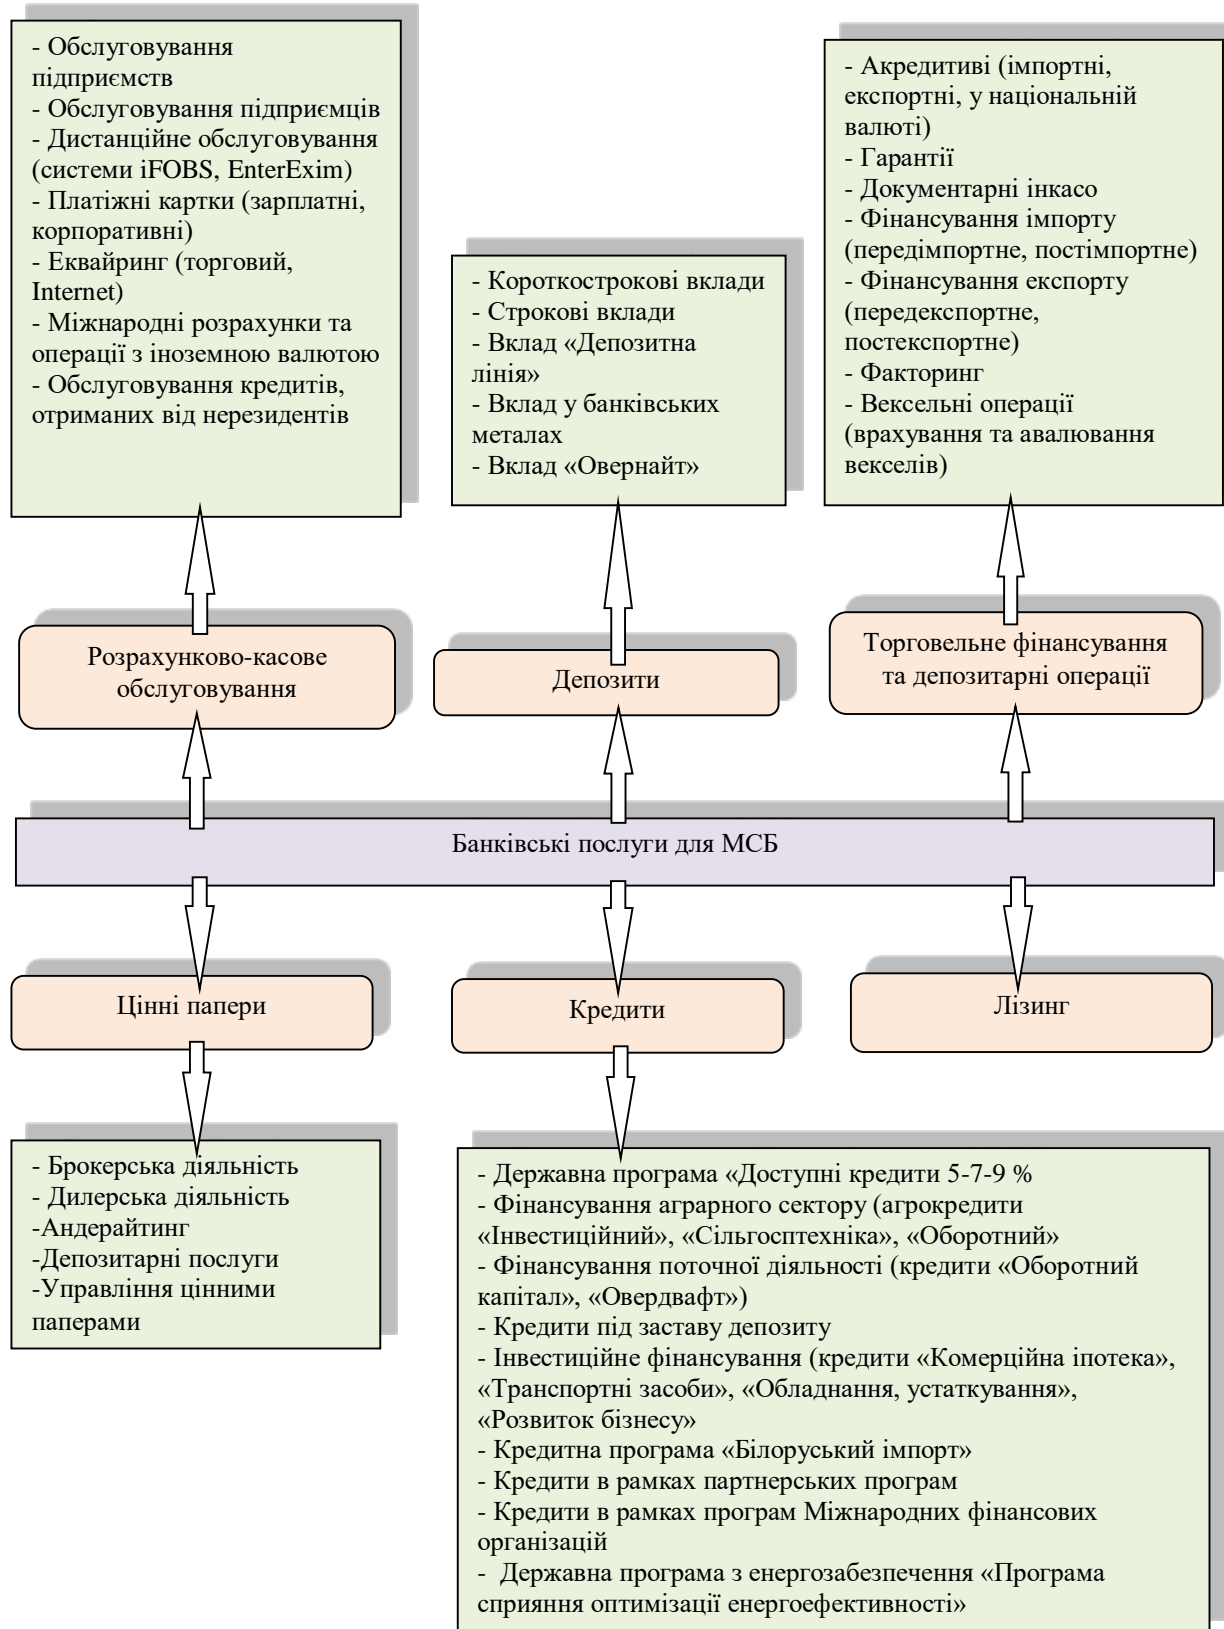 - Обслуговування
підприємств
- Обслуговування підприємців
- Дистанційне обслуговування
(системи iFOBS, EnterExim)
- Платіжні картки (зарплатні,
корпоративні)
- Еквайринг (торговий,
Internet)
- Міжнародні розрахунки та
операції з іноземною валютою
- Обслуговування кредитів,
отриманих від нерезидентів
- Короткострокові вклади
- Строкові вклади
- Вклад «Депозитна
лінія»
- Вклад у банківських
металах
- Вклад «Овернайт»
- Акредитиві (імпортні,
експортні, у національній
валюті)
- Гарантії
- Документарні інкасо
- Фінансування імпорту
(передімпортне, постімпортне)
- Фінансування експорту
(передекспортне,
постекспортне)
- Факторинг
- Вексельні операції
(врахування та авалювання
векселів)
Розрахунково-касове
обслуговування
Депозити
Торговельне фінансування
та депозитарні операції
Банківські послуги для МСБ
Цінні папери
Кредити
Лізинг
- Брокерська діяльність
- Дилерська діяльність
-Андерайтинг
-Депозитарні послуги
-Управління цінними
паперами
- Державна програма «Доступні кредити 5-7-9 %
- Фінансування аграрного сектору (агрокредити
«Інвестиційний», «Сільгосптехніка», «Оборотний»
- Фінансування поточної діяльності (кредити «Оборотний
капітал», «Овердвафт»)
- Кредити під заставу депозиту
- Інвестиційне фінансування (кредити «Комерційна іпотека»,
«Транспортні засоби», «Обладнання, устаткування»,
«Розвиток бізнесу»
- Кредитна програма «Білоруський імпорт»
- Кредити в рамках партнерських програм
- Кредити в рамках програм Міжнародних фінансових
організацій
- Державна програма з енергозабезпечення «Програма
сприяння оптимізації енергоефективності»